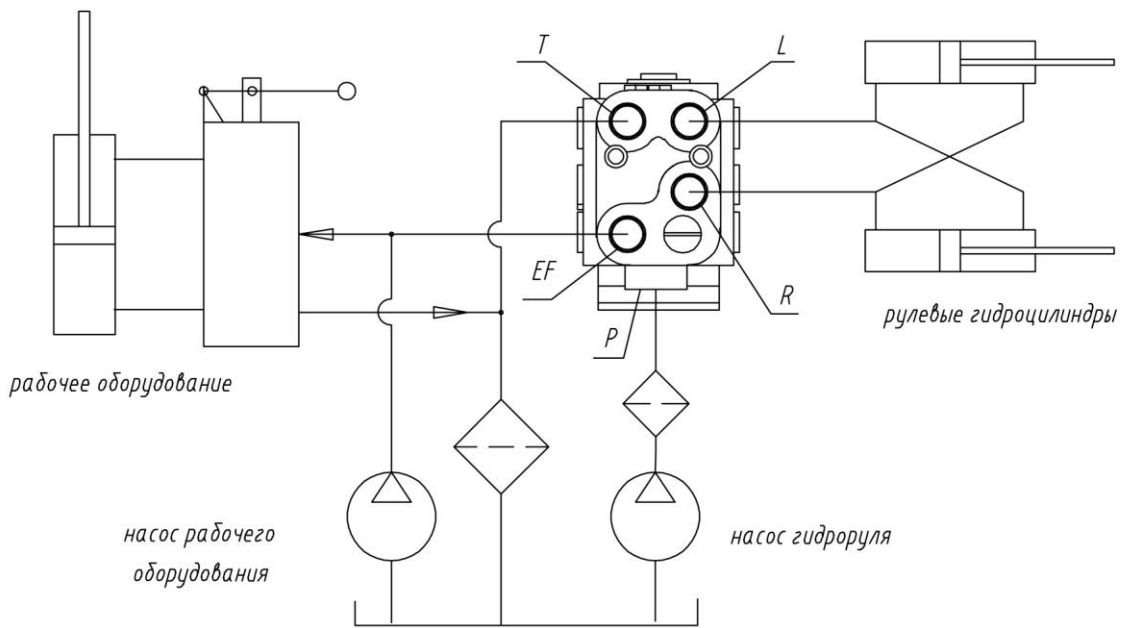 T
L
EF
P
R
рулевые гидроцилиндры
рабочее оборудование
насос рабочего
оборудования
насос гидроруля